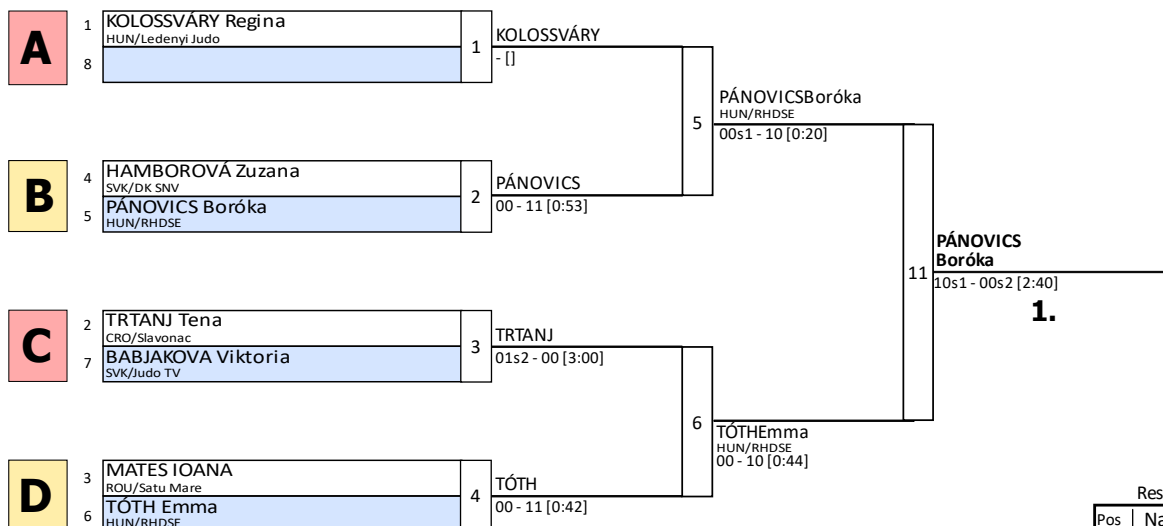 A
1
KOLOSSVÁRY Regina
HUN/Ledenyi Judo
8
1
KOLOSSVÁRY
- []
B
4
HAMBOROVÁ Zuzana
SVK/DK SNV
5
PÁNOVICS Boróka
HUN/RHDSE
2
PÁNOVICS
00 - 11 [0:53]
5
PÁNOVICSBoróka
HUN/RHDSE
00s1 - 10 [0:20]
C
2
TRTANJ Tena
CRO/Slavonac
7
BABJAKOVA Viktoria
SVK/Judo TV
3
TRTANJ
01s2 - 00 [3:00]
D
3
MATES IOANA
ROU/Satu Mare
6
TÓTH Emma
HUN/RHDSE
4
TÓTH
00 - 11 [0:42]
6
TÓTHEmma
HUN/RHDSE
00 - 10 [0:44]
11
PÁNOVICS
Boróka
10s1 - 00s2 [2:40]
1.
Res
Pos Na